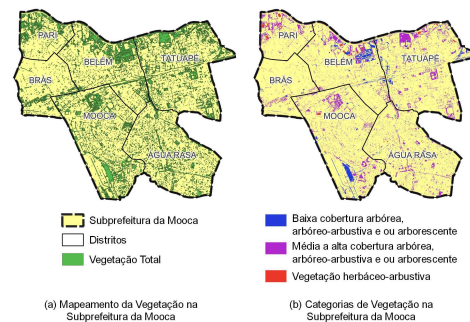 PARI
BELÉM
TATUAPÉ
BRÁS
MOOCA
ÁGUA RASA
Subprefeitura da Mooca
Distritos
Vegetação Total
(a) Mapeamento da Vegetação na
Subprefeitura da Mooca
PARI
BELÉM
TATUAPÉ
BRÁS
MOOCA
ÁGUA RASA
Baixa cobertura arbórea,
arbóreo-arbustiva e ou arborescente
Média a alta cobertura arbórea,
arbóreo-arbustiva e ou arborescente
Vegetação herbáceo-arbustiva
(b) Categorias de Vegetação na
Subprefeitura da Mooca